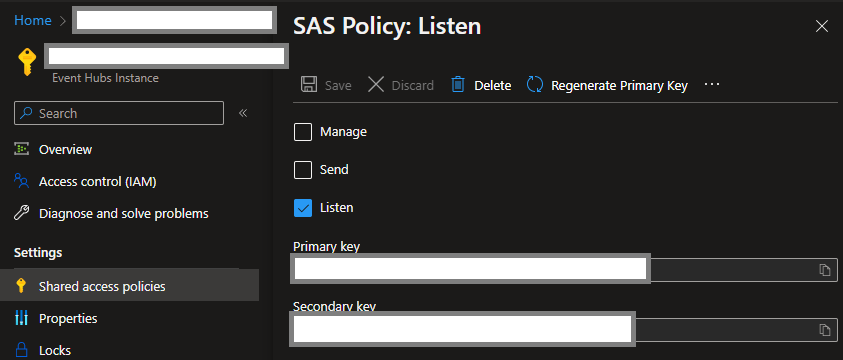 Home >
SAS Policy: Listen
Event Hubs Instance
Save
Discard
Delete
Regenerate Primary Key
...
Search
«
Overview
Access control (IAM)
Diagnose and solve problems
Settings
Shared access policies
Properties
Locks
Manage
Send
Listen
Primary key
Secondary key